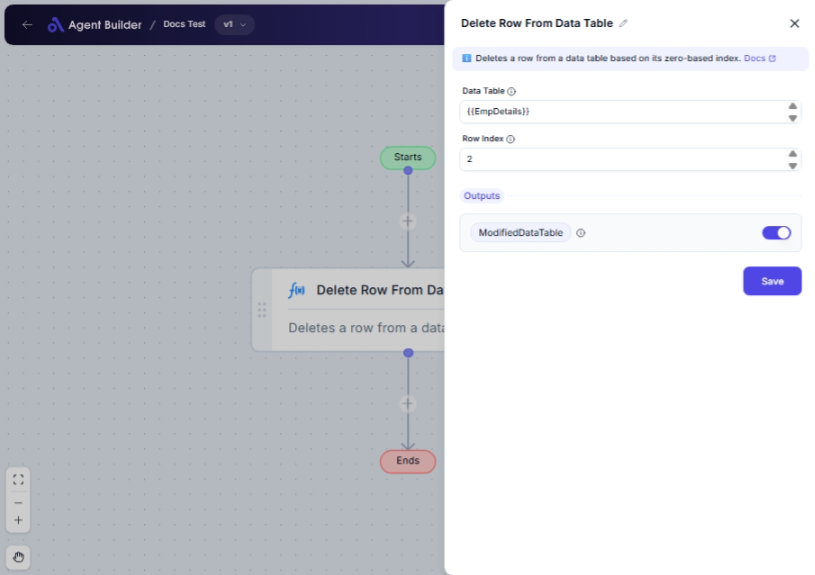 Agent Builder / Docs Test v1
Delete Row From Data Table
Deletes a row from a data table based on its zero-based index. Docs
Data Table
{{EmpDetails}}
Row Index
2
Outputs
ModifiedDataTable
Save
Starts
f(x) Delete Row From Da
Deletes a row from a data
Ends